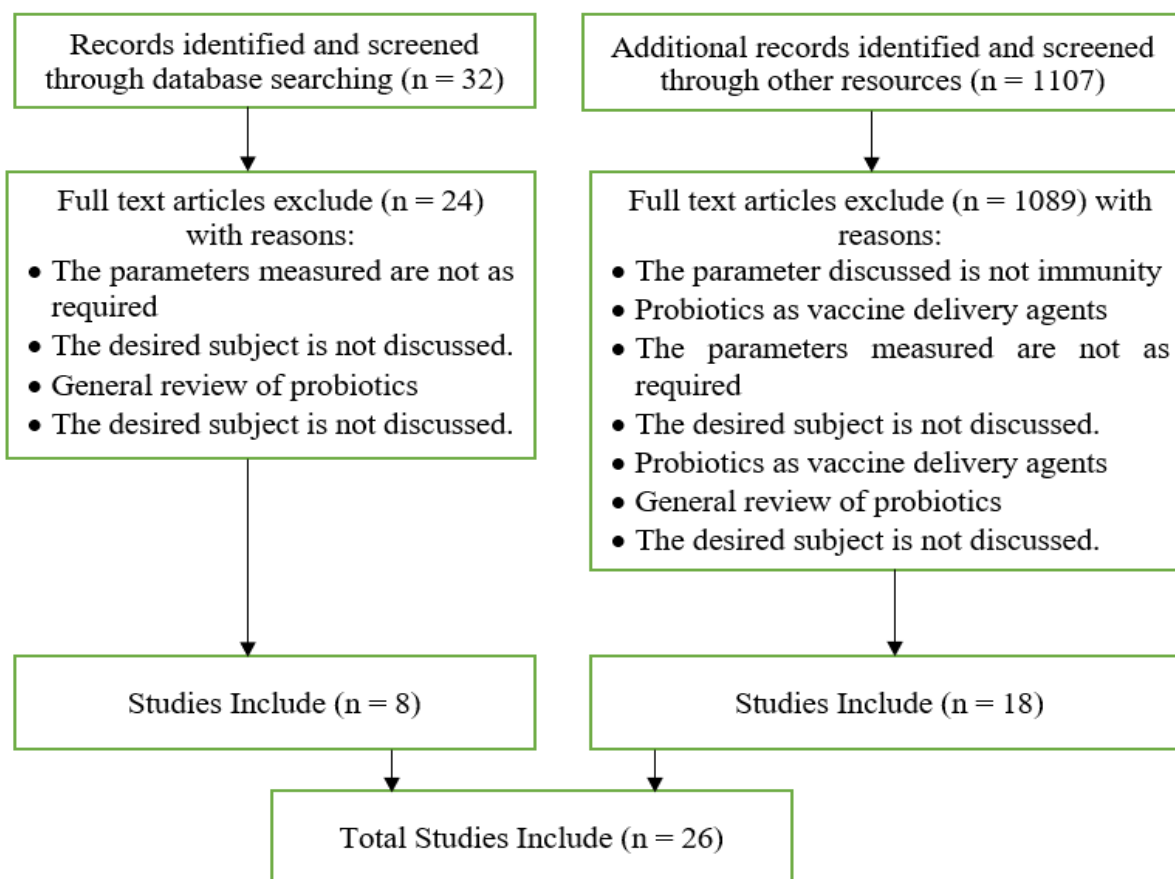 Records identified and screened
through database searching (n = 32)
Additional records identified and screened
through other resources (n = 1107)
Full text articles exclude (n = 24)
with reasons:
• The parameters measured are not as
required
• The desired subject is not discussed.
• General review of probiotics
• The desired subject is not discussed.
Full text articles exclude (n = 1089) with
reasons:
• The parameter discussed is not immunity
• Probiotics as vaccine delivery agents
• The parameters measured are not as
required
• The desired subject is not discussed.
• Probiotics as vaccine delivery agents
• General review of probiotics
• The desired subject is not discussed.
Studies Include (n = 8)
Studies Include (n = 18)
Total Studies Include (n = 26)